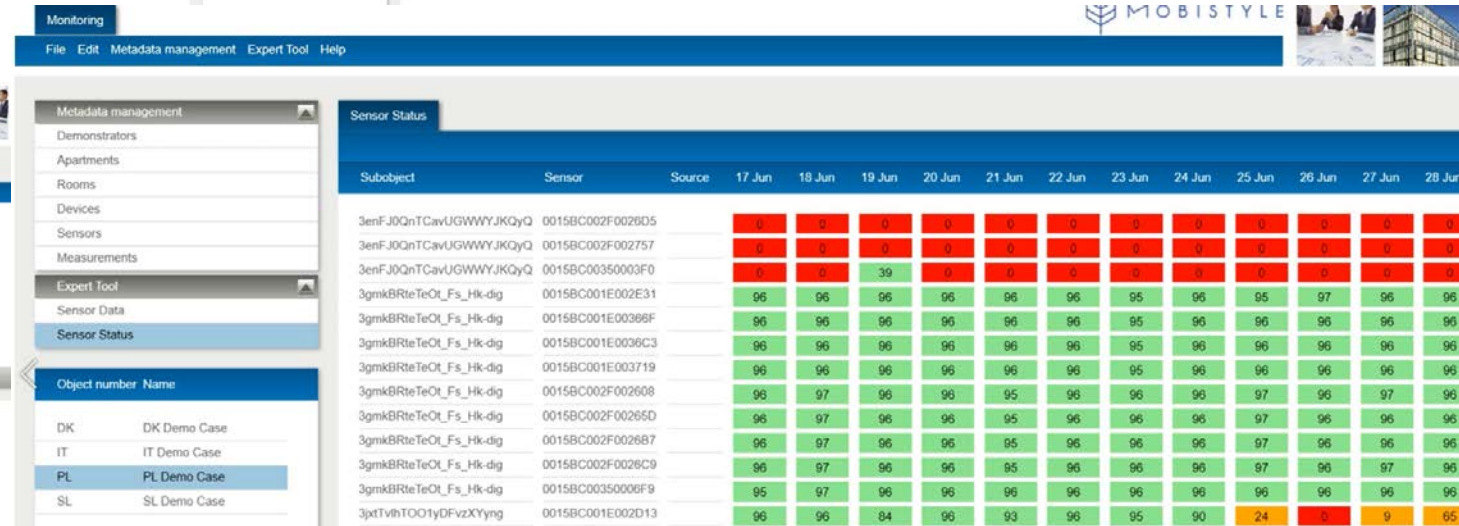 Monitoring
MOBISTYLE
File Edit Metadata management Expert Tool Help
Metadata management
Demonstrators
Apartments
Rooms
Devices
Sensors
Measurements
Expert Tool
Sensor Data
Sensor Status
Object number Name
DK DK Demo Case
IT IT Demo Case
PL PL Demo Case
SL SL Demo Case
Sensor Status
Subobject Sensor Source 17 Jun 18 Jun 19 Jun 20 Jun 21 Jun 22 Jun 23 Jun 24 Jun 25 Jun 26 Jun 27 Jun 28 Jun
3enFJ0QnTCavUGWWYJKQyQ 0015BC002F0026D5 0 0 0 0 0 0 0 0 0 0 0 0
3enFJ0QnTCavUGWWYJKQyQ 0015BC002F002757 0 0 0 0 0 0 0 0 0 0 0 0
3enFJ0QnTCavUGWWYJKQyQ 0015BC00350003F0 0 0 39 0 0 0 0 0 0 0 0 0
3gmkBRteTeOt_Fs_Hk-dig 0015BC001E002E31 96 96 96 96 96 96 95 96 95 97 96 96
3gmkBRteTeOt_Fs_Hk-dig 0015BC001E00366F 96 96 96 96 96 96 95 96 96 96 96 96
3gmkBRteTeOt_Fs_Hk-dig 0015BC001E0036C3 96 96 96 96 96 96 95 96 96 96 96 96
3gmkBRteTeOt_Fs_Hk-dig 0015BC001E003719 96 96 96 96 96 96 95 96 96 96 96 96
3gmkBRteTeOt_Fs_Hk-dig 0015BC002F002608 96 97 96 96 95 96 96 96 97 96 97 96
3gmkBRteTeOt_Fs_Hk-dig 0015BC002F00265D 96 97 96 96 95 96 96 96 97 96 96 96
3gmkBRteTeOt_Fs_Hk-dig 0015BC002F002687 96 97 96 96 95 96 96 96 97 96 96 96
3gmkBRteTeOt_Fs_Hk-dig 0015BC002F0026C9 96 97 96 96 95 96 96 96 97 96 97 96
3gmkBRteTeOt_Fs_Hk-dig 0015BC00350006F9 95 97 96 96 96 96 96 96 96 96 96 96
3jxtTvlhTOO1yDFvzXYyng 0015BC001E002D13 96 96 84 96 93 96 95 90 24 0 9 65